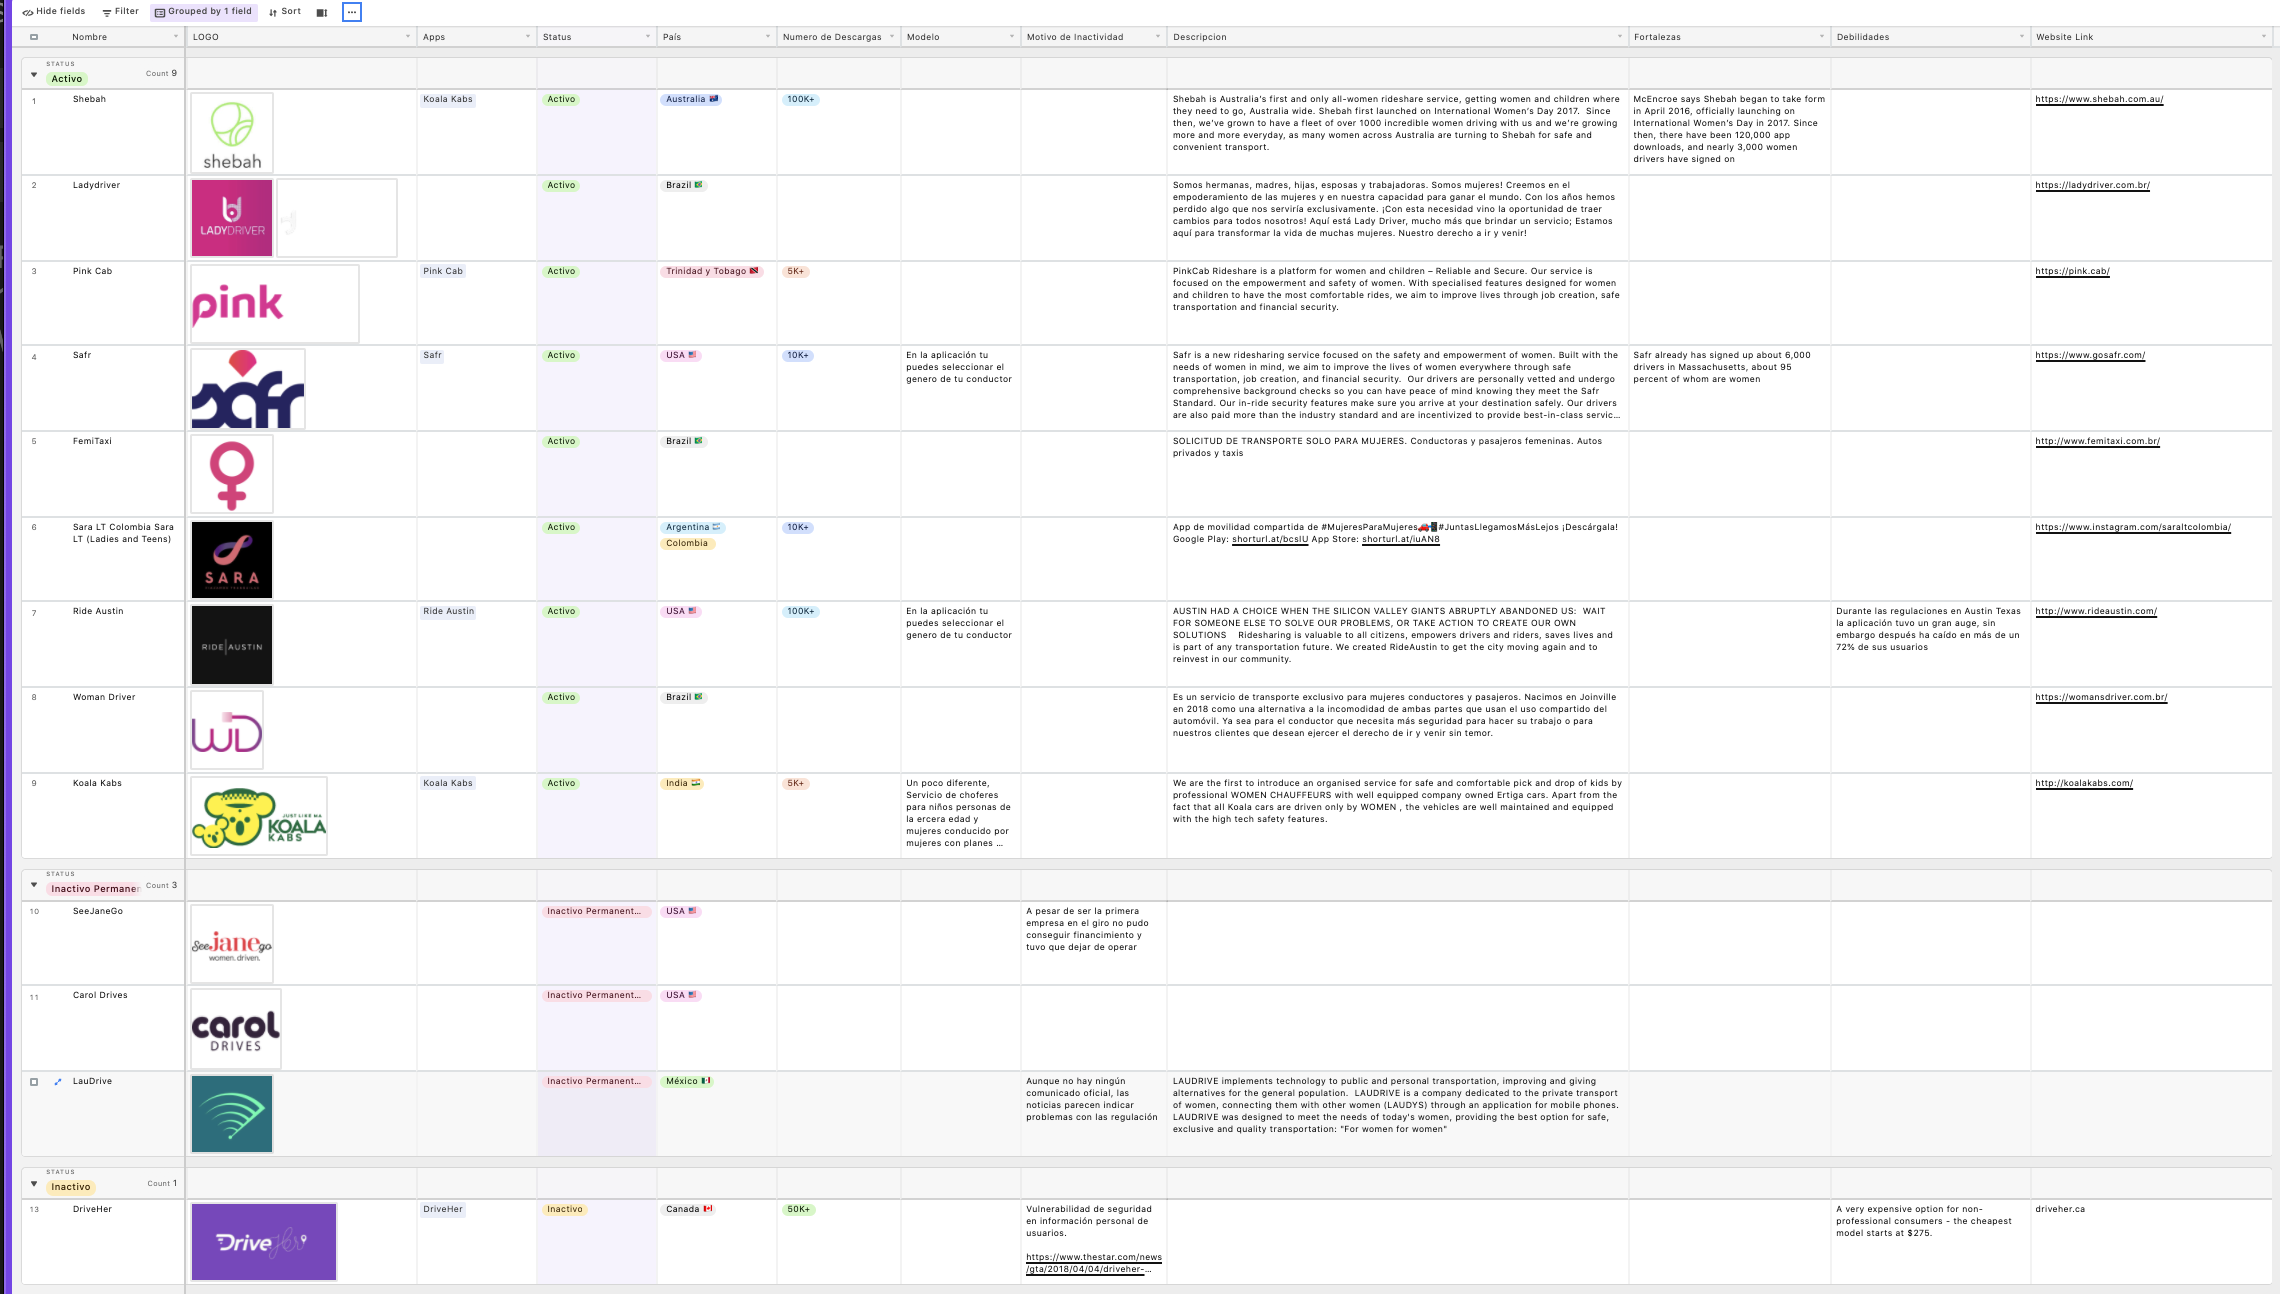 Hide fields Filter Grouped by 1 field Sort ...
Nombre LOGO Apps Status País Numero de Descargas Modelo Motivo de Inactividad Descripcion Fortalezas Debilidades Website Link
STATUS
Activo Count 9
1 Shebah
shebah
Koala Kabs
Activo
Australia
100K+
Shebah is Australia's first and only all-women rideshare service, getting women and children where
they need to go, Australia wide. Shebah first launched on International Women's Day 2017. Since
then, we've grown to have a fleet of over 1000 incredible women driving with us and we're growing
more and more everyday, as many women across Australia are turning to Shebah for safe and
convenient transport.
McEncroe says Shebah began to take form
in April 2016, officially launching on
International Women's Day in 2017. Since
then, there have been 120,000 app
downloads, and nearly 3,000 women
drivers have signed on
https://www.shebah.com.au/
2 Ladydriver
LADYDRIVER
Activo
Brazil
Somos hermanas, madres, hijas, esposas y trabajadoras. Somos mujeres! Creemos en el
empoderamiento de las mujeres y en nuestra capacidad para ganar el mundo. Con los años hemos
perdido algo que nos serviría exclusivamente. ¡Con esta necesidad vino la oportunidad de traer
cambios para todos nosotros! Aquí está Lady Driver, mucho más que brindar un servicio; Estamos
aquí para transformar la vida de muchas mujeres. Nuestro derecho a ir y venir!
https://ladydriver.com.br/
3 Pink Cab
pink
Pink Cab
Activo
Trinidad y Tobago
5K+
PinkCab Rideshare is a platform for women and children – Reliable and Secure. Our service is
focused on the empowerment and safety of women. With specialised features designed for women
and children to have the most comfortable rides, we aim to improve lives through job creation, safe
transportation and financial security.
https://pink.cab/
4 Safr
safr
Safr
Activo
USA
10K+
En la aplicación tu
puedes seleccionar el
genero de tu conductor
Safr is a new ridesharing service focused on the safety and empowerment of women. Built with the
needs of women in mind, we aim to improve the lives of women everywhere through safe
transportation, job creation, and financial security. Our drivers are personally vetted and undergo
comprehensive background checks so you can have peace of mind knowing they meet the Safr
Standard. Our in-ride security features make sure you arrive at your destination safely. Our drivers
are also paid more than the industry standard and are incentivized to provide best-in-class servic...
Safr already has signed up about 6,000
drivers in Massachusetts, about 95
percent of whom are women
https://www.gosafr.com/
5 FemiTaxi
Activo
Brazil
SOLICITUD DE TRANSPORTE SOLO PARA MUJERES. Conductoras y pasajeros femeninas. Autos
privados y taxis
http://www.femitaxi.com.br/
6 Sara LT Colombia Sara
LT (Ladies and Teens)
SARA
Activo
Argentina
Colombia
10K+
App de movilidad compartida de #MujeresParaMujeres🚗📲#JuntasLlegamosMásLejos ¡Descárgala!
Google Play: shorturl.at/bcsIU App Store: shorturl.at/iuAN8
https://www.instagram.com/saraltcolombia/
7 Ride Austin
RIDE|AUSTIN
Ride Austin
Activo
USA
100K+
En la aplicación tu
puedes seleccionar el
genero de tu conductor
AUSTIN HAD A CHOICE WHEN THE SILICON VALLEY GIANTS ABRUPTLY ABANDONED US: WAIT
FOR SOMEONE ELSE TO SOLVE OUR PROBLEMS, OR TAKE ACTION TO CREATE OUR OWN
SOLUTIONS Ridesharing is valuable to all citizens, empowers drivers and riders, saves lives and
is part of any transportation future. We created RideAustin to get the city moving again and to
reinvest in our community.
Durante las regulaciones en Austin Texas
la aplicación tuvo un gran auge, sin
embargo después ha caído en más de un
72% de sus usuarios
http://www.rideaustin.com/
8 Woman Driver
WD
Activo
Brazil
Es un servicio de transporte exclusivo para mujeres conductores y pasajeros. Nacimos en Joinville
en 2018 como una alternativa a la incomodidad de ambas partes que usan el uso compartido del
automóvil. Ya sea para el conductor que necesita más seguridad para hacer su trabajo o para
nuestros clientes que desean ejercer el derecho de ir y venir sin temor.
https://womansdriver.com.br/
9 Koala Kabs
JUST LIKE MA
KOALA
KABS
Koala Kabs
Activo
India
5K+
Un poco diferente,
Servicio de choferes
para niños personas de
la ercera edad y
mujeres conducido por
mujeres con planes ...
We are the first to introduce an organised service for safe and comfortable pick and drop of kids by
professional WOMEN CHAUFFEURS with well equipped company owned Ertiga cars. Apart from the
fact that all Koala cars are driven only by WOMEN , the vehicles are well maintained and equipped
with the high tech safety features.
http://koalakabs.com/
STATUS
Inactivo Permanen Count 3
10 SeeJaneGo
See jane go
women. driven.
Inactivo Permanent...
USA
A pesar de ser la primera
empresa en el giro no pudo
conseguir financimiento y
tuvo que dejar de operar
11 Carol Drives
carol
DRIVES
Inactivo Permanent...
USA
LauDrive
Inactivo Permanent...
México
Aunque no hay ningún
comunicado oficial, las
noticias parecen indicar
problemas con las regulación
LAUDRIVE implements technology to public and personal transportation, improving and giving
alternatives for the general population. LAUDRIVE is a company dedicated to the private transport
of women, connecting them with other women (LAUDYS) through an application for mobile phones.
LAUDRIVE was designed to meet the needs of today's women, providing the best option for safe,
exclusive and quality transportation: "For women for women"
STATUS
Inactivo Count 1
13 DriveHer
Drive Her
DriveHer
Inactivo
Canada
50K+
Vulnerabilidad de seguridad
en información personal de
usuarios.
https://www.thestar.com/news
/gta/2018/04/04/driveher-...
A very expensive option for non-
professional consumers - the cheapest
model starts at $275.
driveher.ca